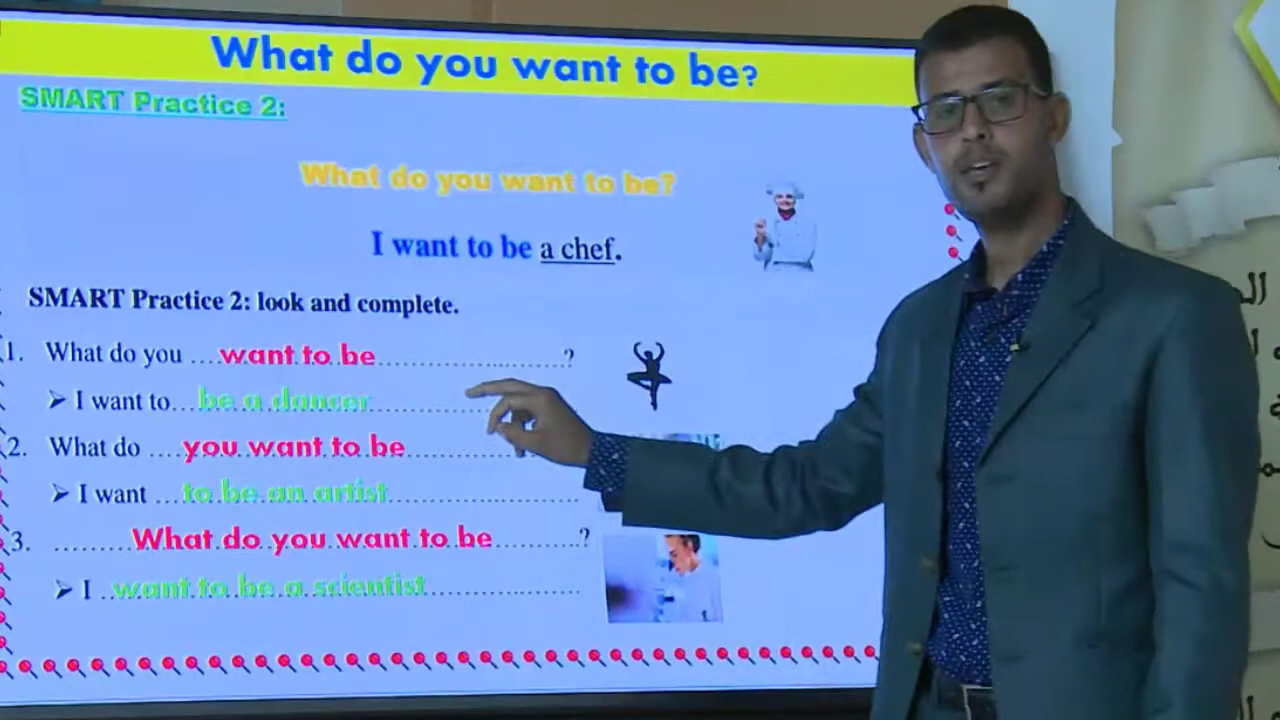 What do you want to be?
SMART Practice 2:
What do you want to be?
I want to be a chef.
SMART Practice 2: look and complete.
1. What do you ...want to be........................?
➢ I want to...be a dancer...............
2. What do ....you want to be...............
➢ I want ...to be an artist........................
3. .........What do you want to be...........?
➢ I ..want to be a scientist........................